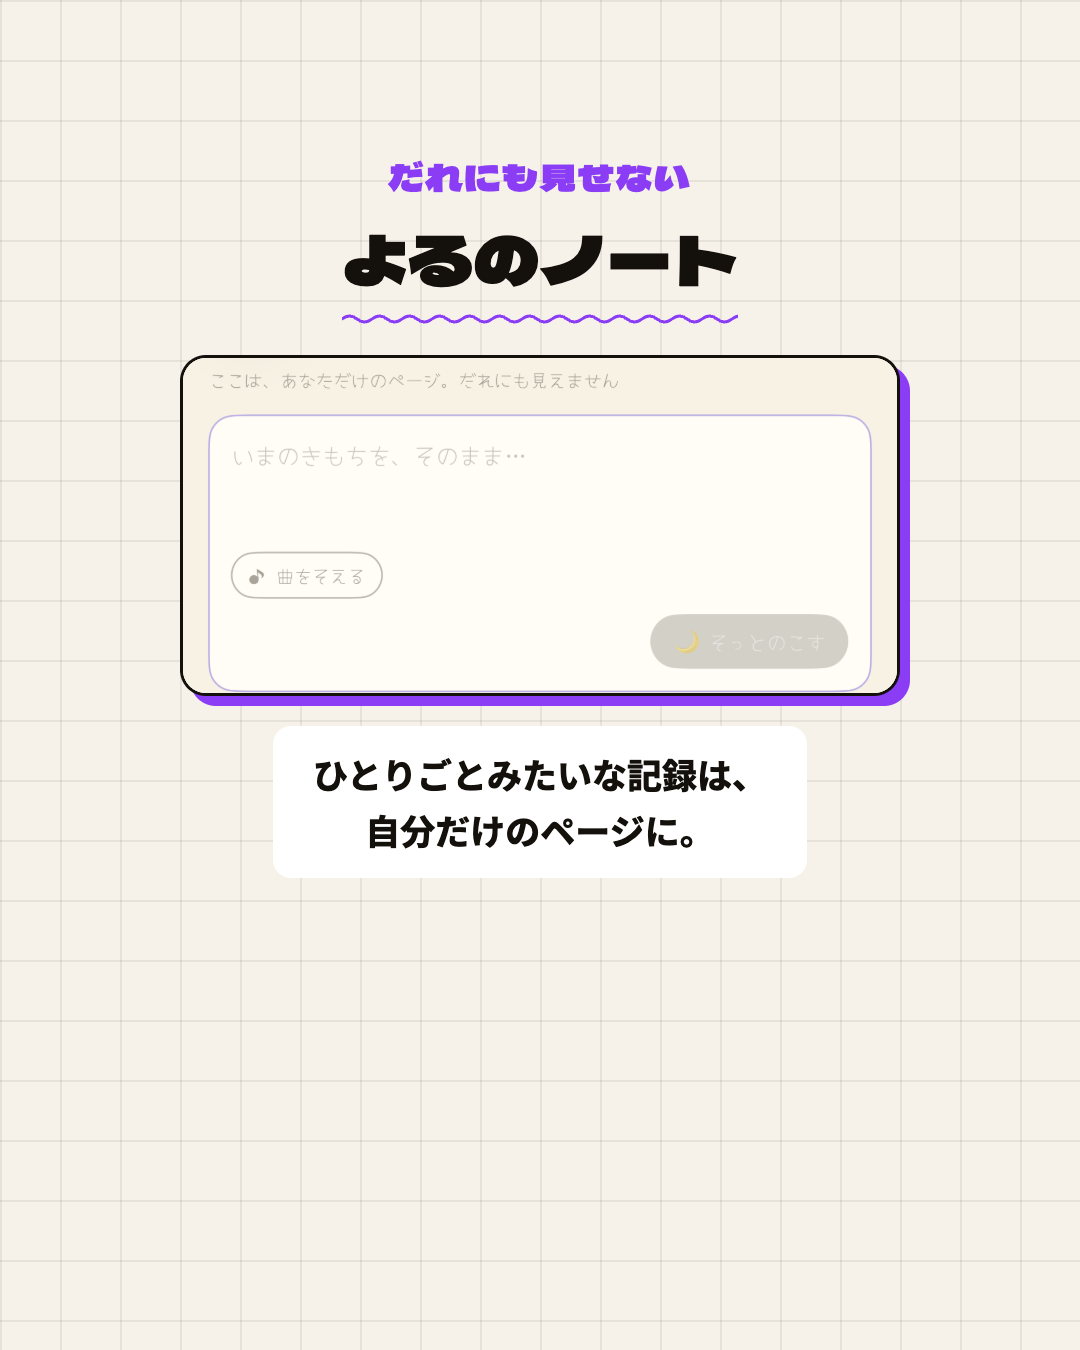 だれにも見せない
よるのノート
ここは、あなただけのページ。だれにも見えません
いまのきもちを、そのまま…
♪ 曲をそえる
🌙 そっとのこす
ひとりごとみたいな記録は、
自分だけのページに。